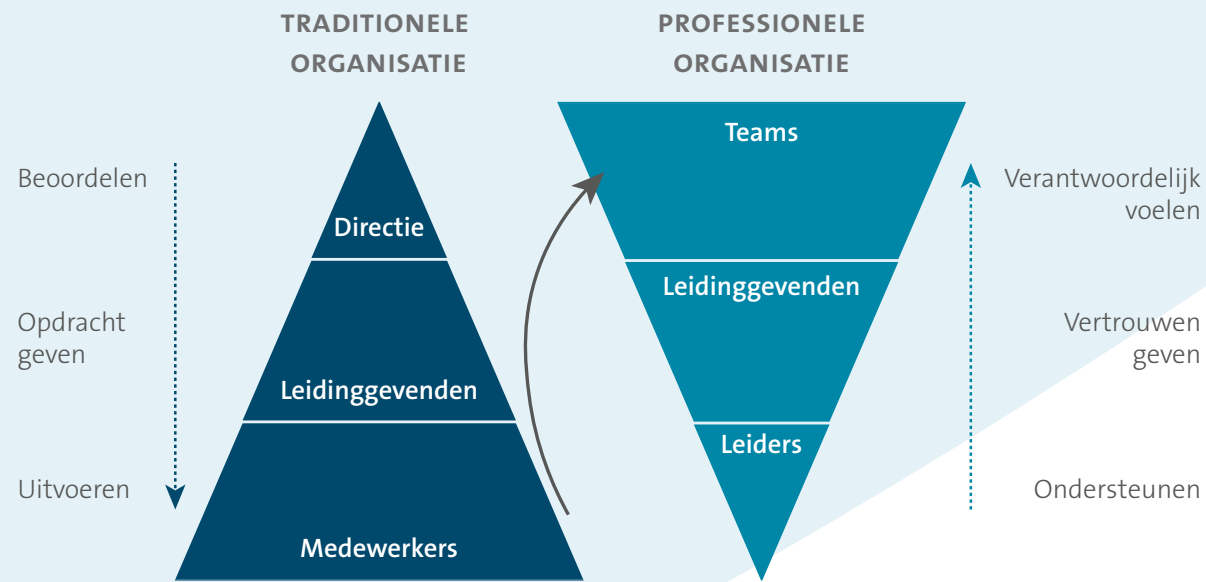 TRADITIONELE
ORGANISATIE
PROFESSIONELE
ORGANISATIE
Beoordelen
Opdracht
geven
Uitvoeren
Directie
Leidinggevenden
Medewerkers
Teams
Leidinggevenden
Leiders
Verantwoordelijk
voelen
Vertrouwen
geven
Ondersteunen